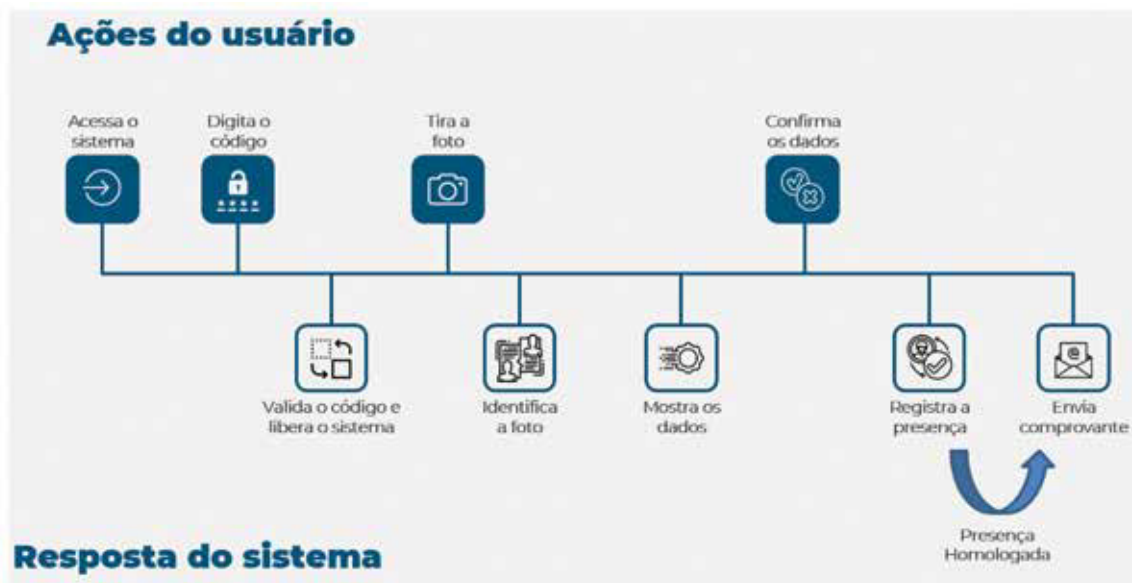 Ações do usuário
Acessa o
sistema
Digita o
código
Tira a
foto
Confirma
os dados
Valida o código e
libera o sistema
Identifica
a foto
Mostra os
dados
Registra a
presença
Envia
comprovante
Presença
Homologada
Resposta do sistema